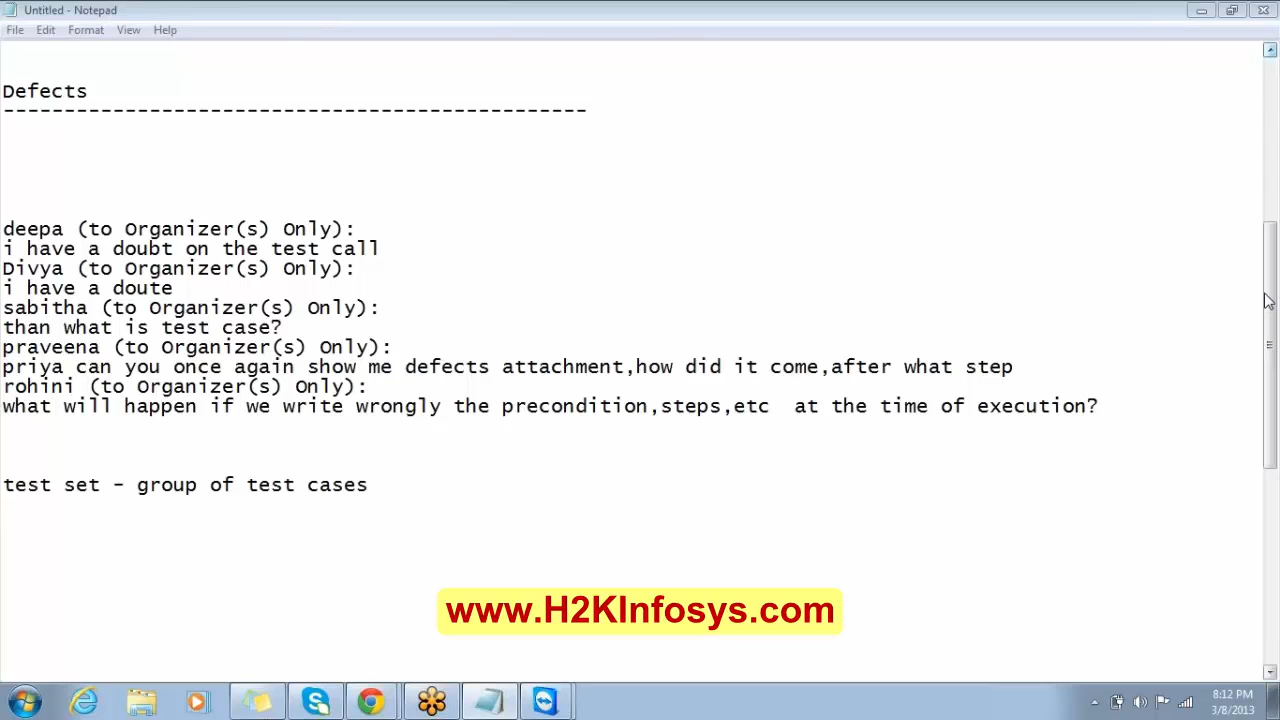 Untitled - Notepad
File Edit Format View Help
Defects
------------------------------------------------
deepa (to Organizer(s) Only):
i have a doubt on the test call
Divya (to Organizer(s) Only):
i have a doute
sabitha (to Organizer(s) Only):
than what is test case?
praveena (to Organizer(s) Only):
priya can you once again show me defects attachment,how did it come,after what step
rohini (to Organizer(s) Only):
what will happen if we write wrongly the precondition,steps,etc  at the time of execution?
test set - group of test cases
www.H2KInfosys.com
8:12 PM
3/8/2013